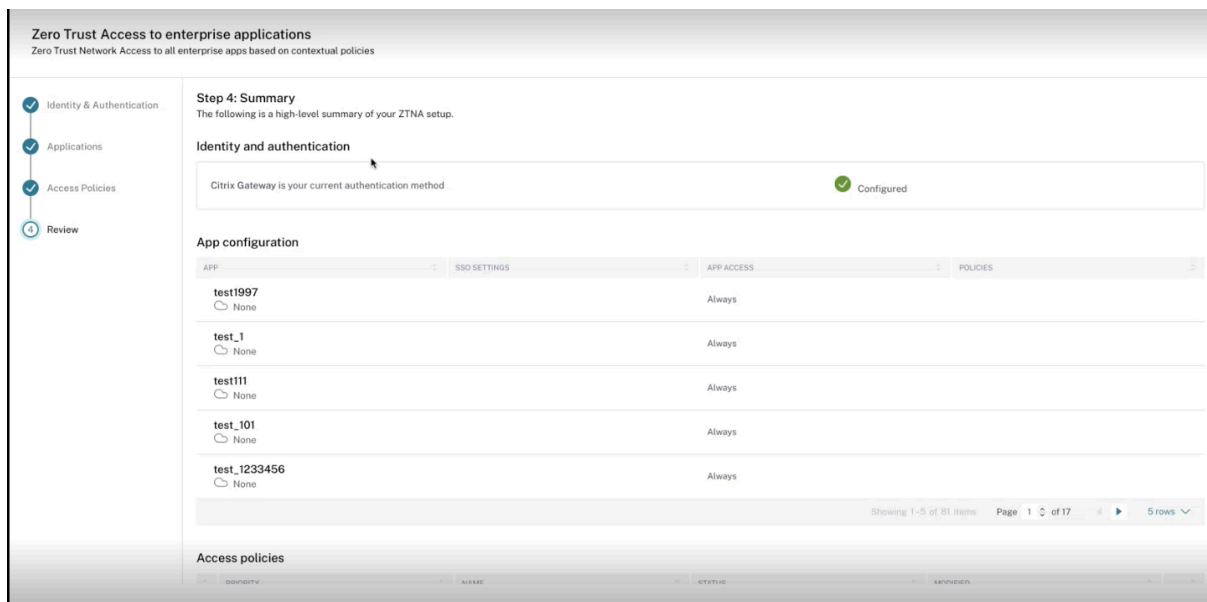 Zero Trust Access to enterprise applications
Zero Trust Network Access to all enterprise apps based on contextual policies
Identity & Authentication
Applications
Access Policies
4 Review
Step 4: Summary
The following is a high-level summary of your ZTNA setup.
Identity and authentication
Citrix Gateway is your current authentication method Configured
App configuration
APP SSO SETTINGS APP ACCESS POLICIES
test1997
None Always
test_1
None Always
test111
None Always
test_101
None Always
test_1233456
None Always
Showing 1-5 of 81 items Page 1 of 17 5 rows
Access policies
PRIORITY NAME STATUS MODIFIED